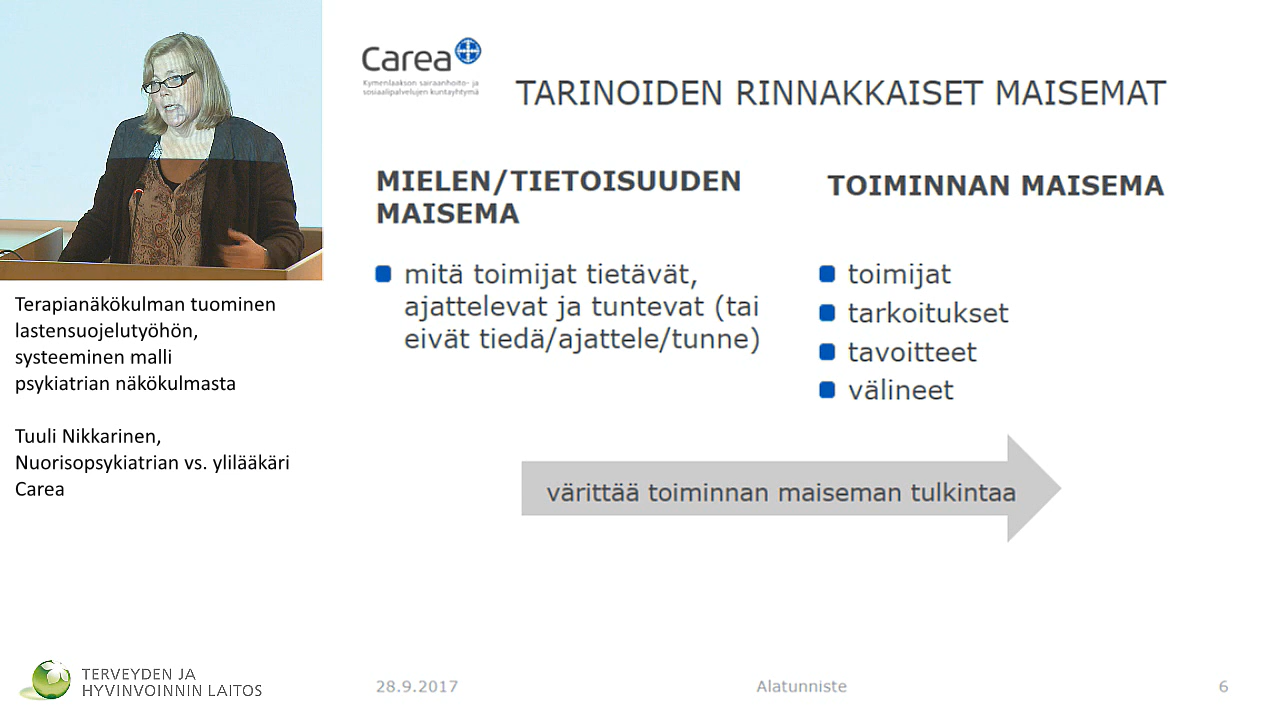 Carea
Kymenlaakson sairaanhoito- ja
sosiaalipalvelujen kuntayhtymä
TARINOIDEN RINNAKKAISET MAISEMAT
MIELEN/TIETOISUUDEN
MAISEMA
mitä toimijat tietävät,
ajattelevat ja tuntevat (tai
eivät tiedä/ajattele/tunne)
TOIMINNAN MAISEMA
toimijat
tarkoitukset
tavoitteet
välineet
värittää toiminnan maiseman tulkintaa
Terapianäkökulman tuominen
lastensuojelutyöhön,
systeeminen malli
psykiatrian näkökulmasta
Tuuli Nikkarinen,
Nuorisopsykiatrian vs. ylilääkäri
Carea
TERVEYDEN JA
HYVINVOINNIN LAITOS
28.9.2017
Alatunniste
6